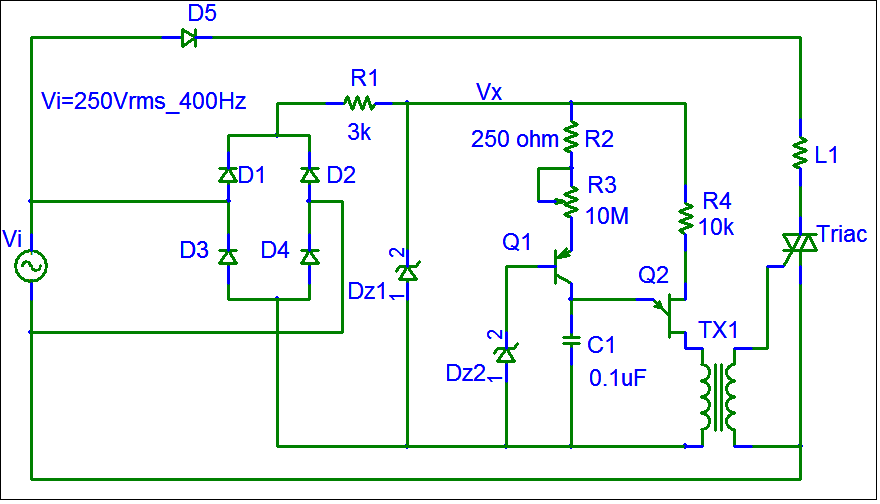 D5
Vi=250Vrms_400Hz
R1
3k
Vx
250 ohm
R2
L1
D1
D2
R3
10M
R4
10k
Triac
Vi
D3
D4
Q1
2
Dz1
1
Q2
TX1
2
Dz2
1
C1
0.1uF